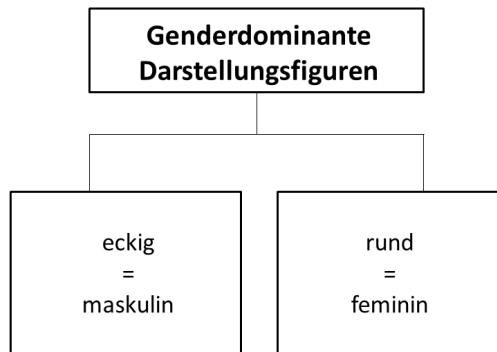 Genderdominante
Darstellungsfiguren
eckig
=
maskulin
rund
=
feminin